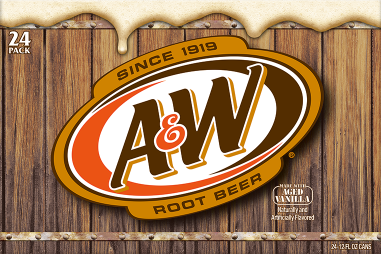 24
PACK
SINCE 1919
A&W
®
ROOT BEER
MADE WITH
AGED
VANILLA
Naturally and
Artificially Flavored
24-12 FL OZ CANS